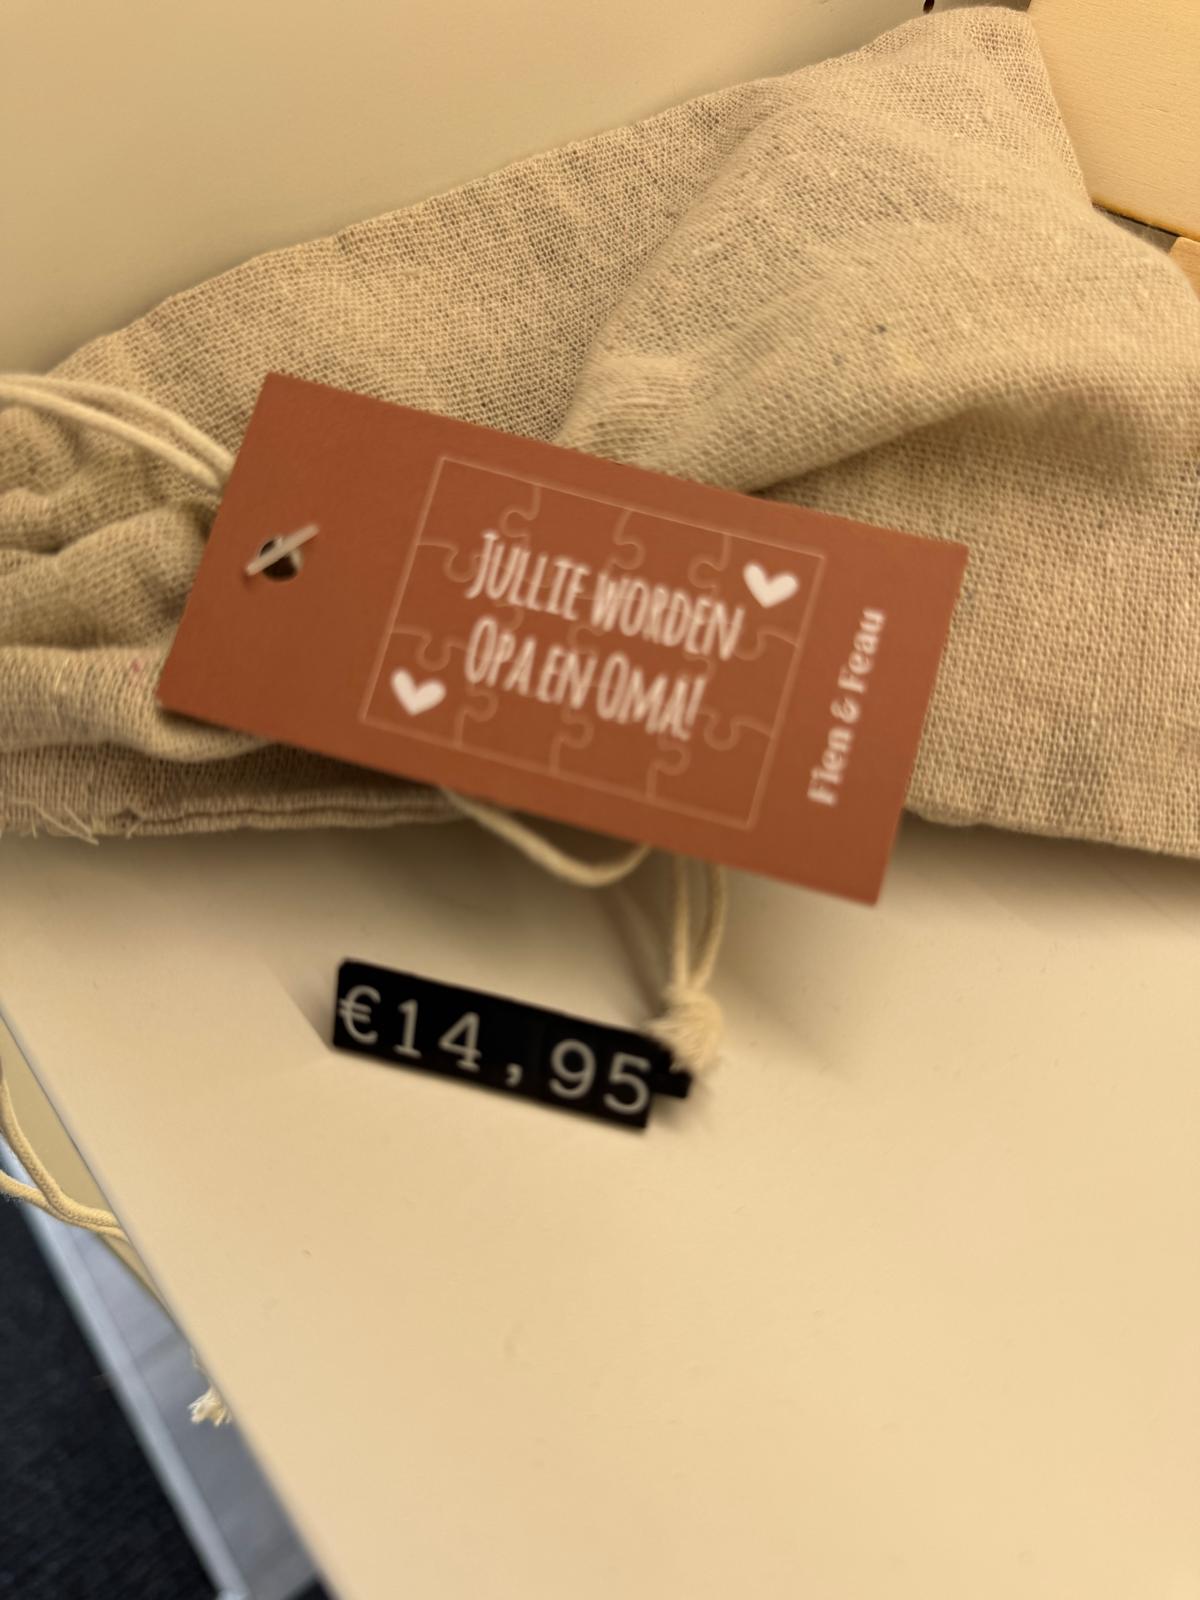 Jullie worden
Opa en Oma!
Fien & Feau
€14,95